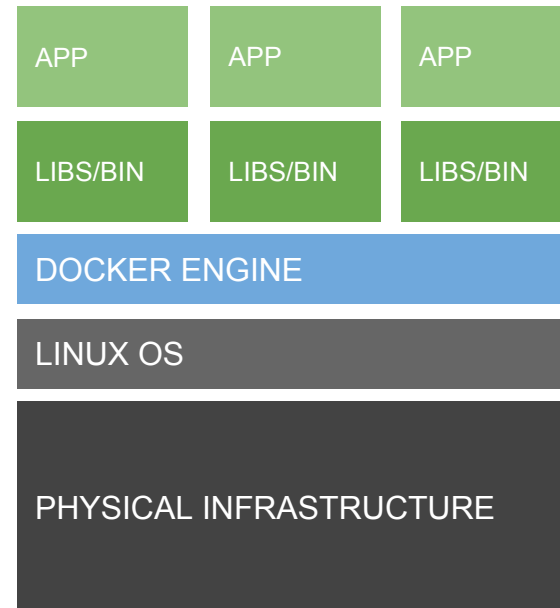 APP APP APP
LIBS/BIN LIBS/BIN LIBS/BIN
DOCKER ENGINE
LINUX OS
PHYSICAL INFRASTRUCTURE